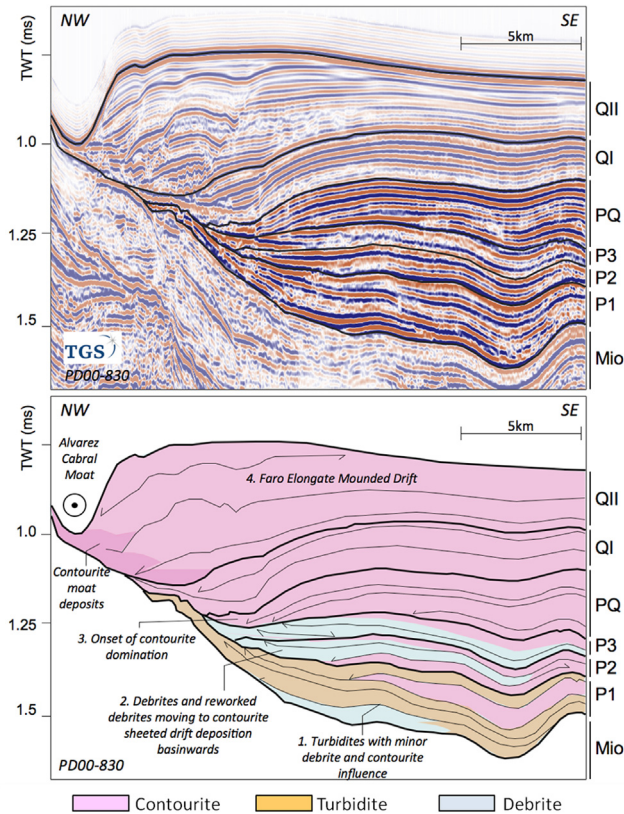 NW
SE
TWT (ms)
5km
1.0
1.25
1.5
QII
QI
PQ
P3
P2
P1
Mio
TGS
PD00-830
NW
SE
TWT (ms)
5km
Alvarez
Cabral
Moat
4. Faro Elongate Mounded Drift
1.0
1.25
1.5
Contourite
moat
deposits
3. Onset of contourite
domination
2. Debrites and reworked
debrites moving to contourite
sheeted drift deposition
basinwards
1. Turbidites with minor
debrite and contourite
influence
QII
QI
PQ
P3
P2
P1
Mio
PD00-830
Contourite
Turbidite
Debrite